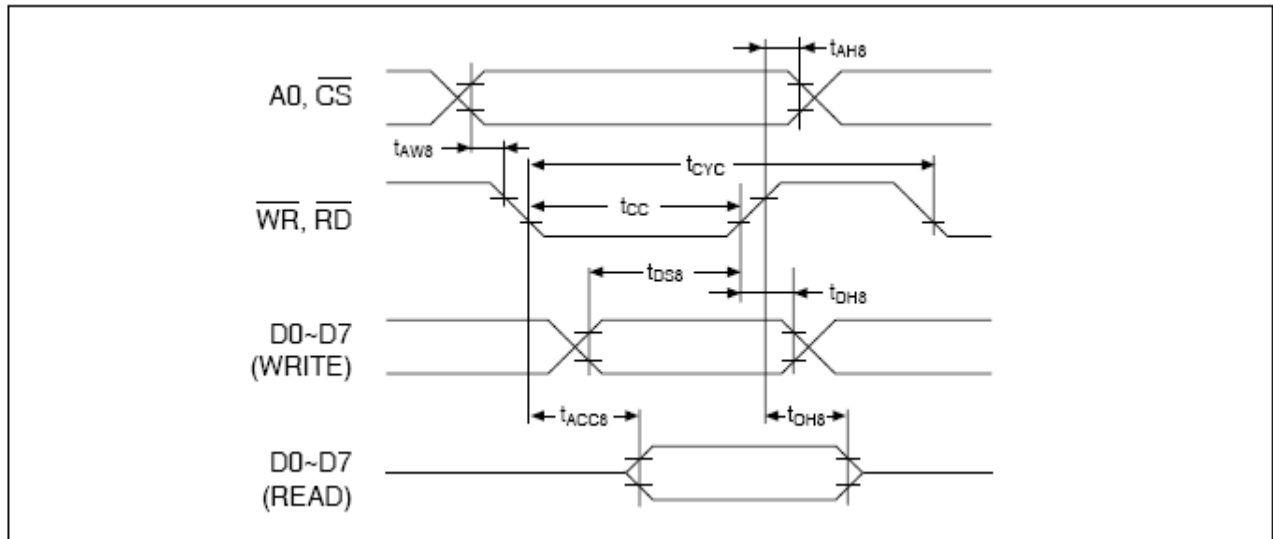 tAH8
A0, CS
tAW8
tCYC
WR, RD
tCC
tDS8
tDH8
D0~D7
(WRITE)
tACC8
tOH8
D0~D7
(READ)